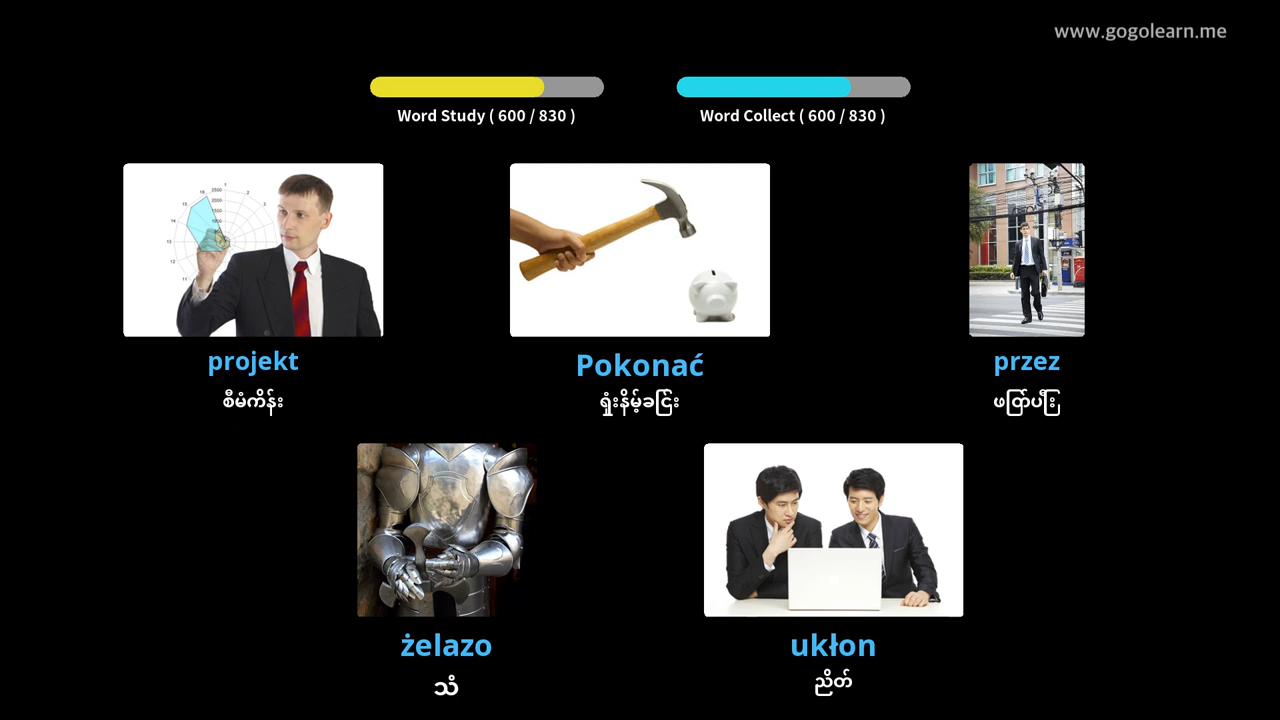 www.gogolearn.me
Word Study ( 600 / 830 )
Word Collect ( 600 / 830 )
projekt
Pokonać
przez
စီမံကိန်း
ရှုံးနိမ့်ခြင်း
ဖြတ်ပြီး
żelazo
ukłon
သံ
ညိတ်